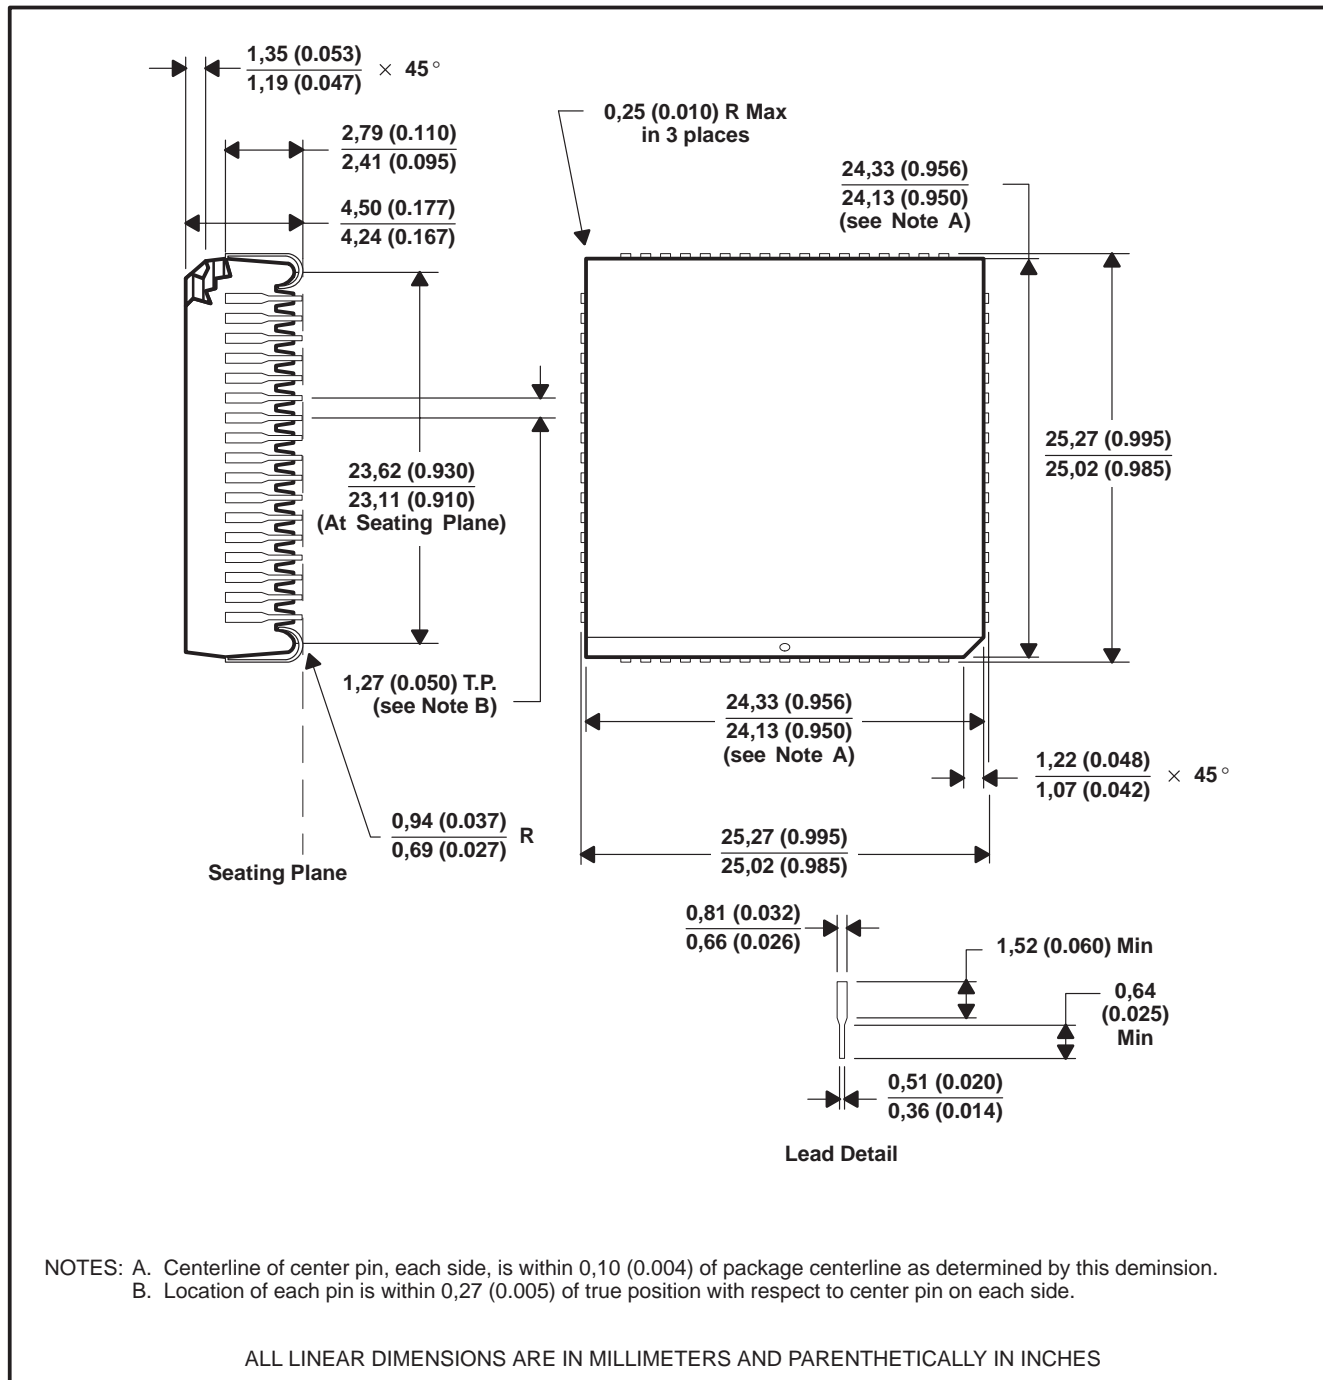 1,35 (0.053)
1,19 (0.047)
× 45°
2,79 (0.110)
2,41 (0.095)
4,50 (0.177)
4,24 (0.167)
0,25 (0.010) R Max
in 3 places
24,33 (0.956)
24,13 (0.950)
(see Note A)
23,62 (0.930)
23,11 (0.910)
(At Seating Plane)
25,27 (0.995)
25,02 (0.985)
1,27 (0.050) T.P.
(see Note B)
24,33 (0.956)
24,13 (0.950)
(see Note A)
1,22 (0.048)
1,07 (0.042)
× 45°
0,94 (0.037)
0,69 (0.027)
R
25,27 (0.995)
25,02 (0.985)
Seating Plane
0,81 (0.032)
0,66 (0.026)
1,52 (0.060) Min
0,64
(0.025)
Min
0,51 (0.020)
0,36 (0.014)
Lead Detail
NOTES: A. Centerline of center pin, each side, is within 0,10 (0.004) of package centerline as determined by this deminsion.
B. Location of each pin is within 0,27 (0.005) of true position with respect to center pin on each side.
ALL LINEAR DIMENSIONS ARE IN MILLIMETERS AND PARENTHETICALLY IN INCHES